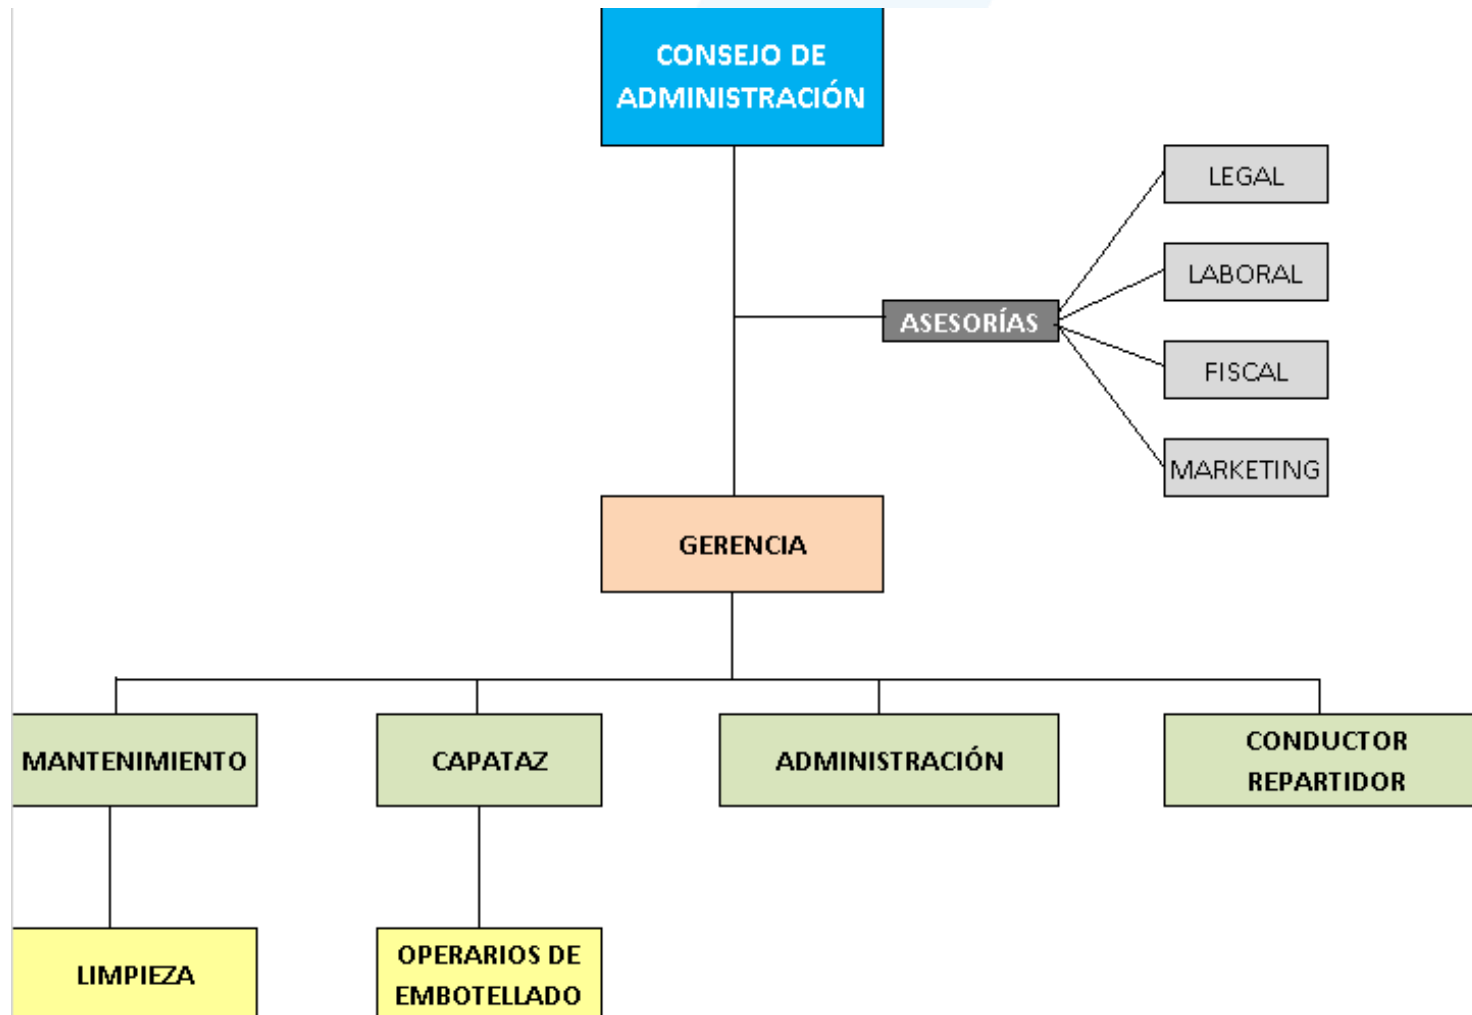 CONSEJO DE
ADMINISTRACIÓN
LEGAL
LABORAL
ASESORÍAS
FISCAL
MARKETING
GERENCIA
MANTENIMIENTO
CAPATAZ
ADMINISTRACIÓN
CONDUCTOR
REPARTIDOR
LIMPIEZA
OPERARIOS DE
EMBOTELLADO